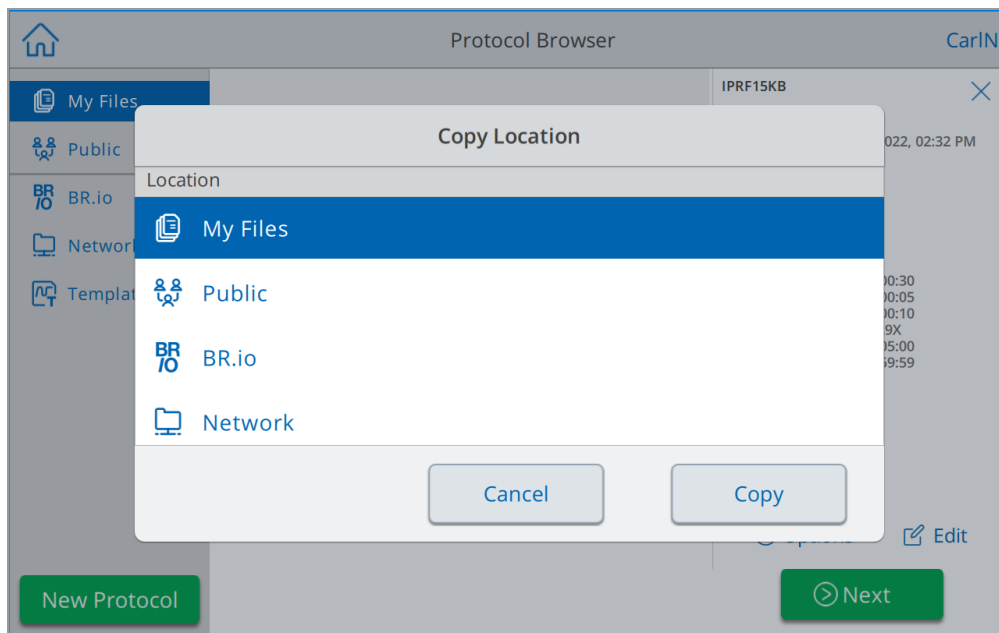 Protocol Browser
CarlN
My Files
Public
BR.io
Networ
Templat
New Protocol
IPRF15KB
022, 02:32 PM
00:30
00:05
00:10
9X
05:00
59:59
Edit
Next
Copy Location
Location
My Files
Public
BR.io
Network
Cancel
Copy